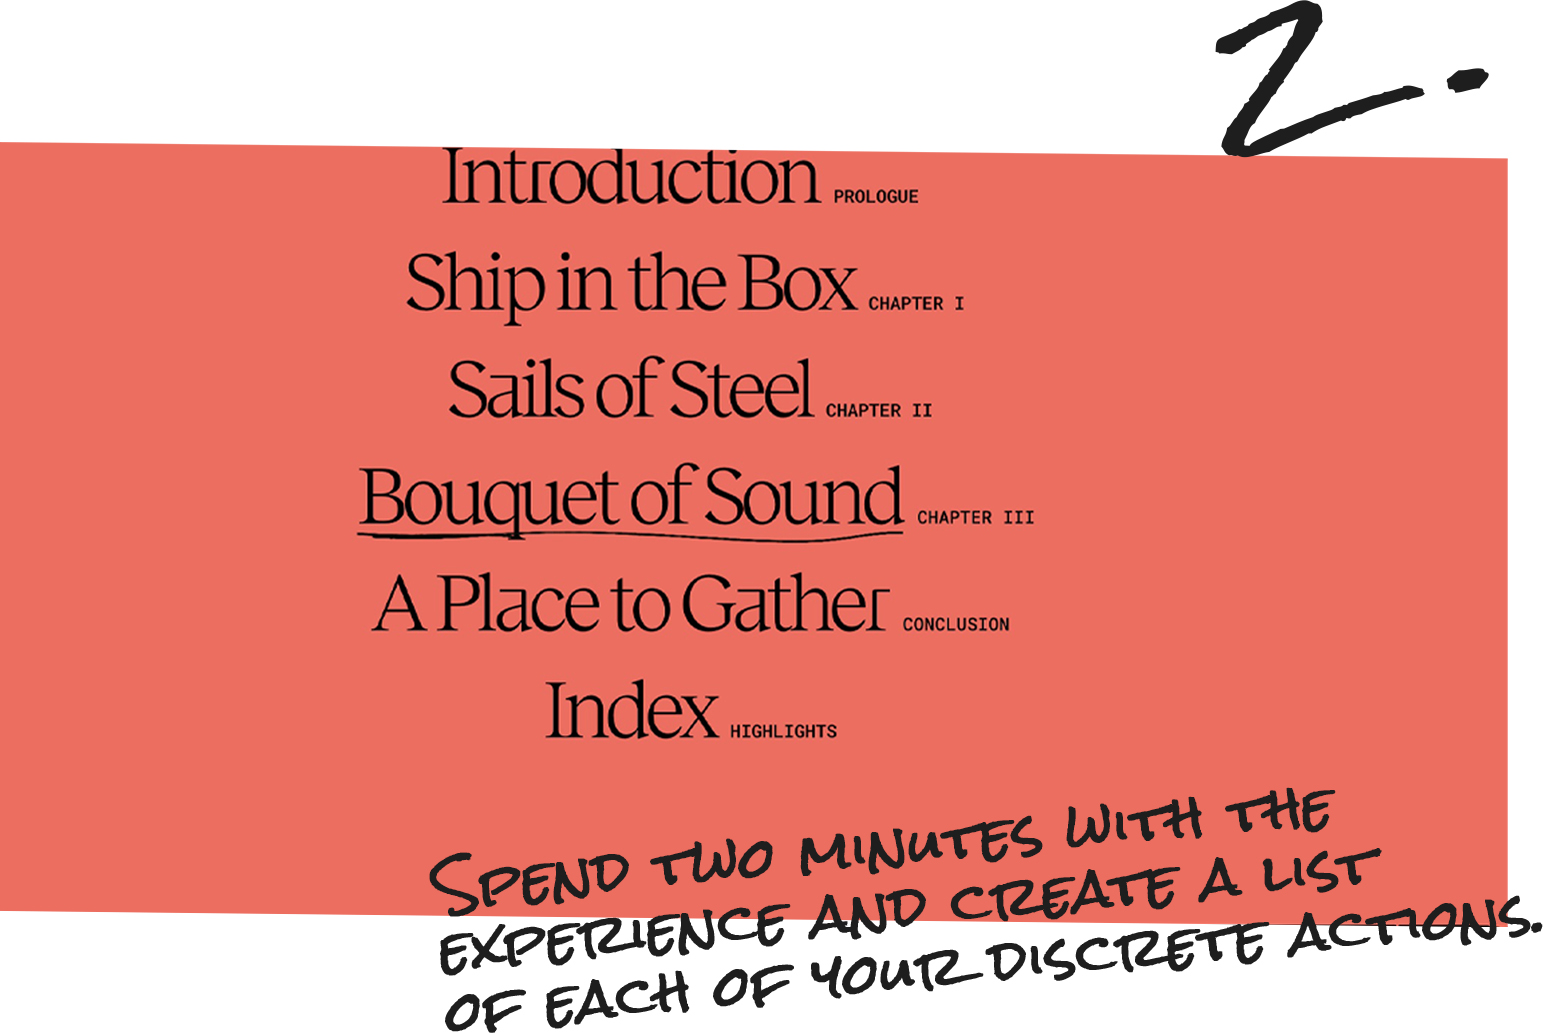 2.
Introduction PROLOGUE
Ship in the Box CHAPTER I
Sails of Steel CHAPTER II
Bouquet of Sound CHAPTER III
A Place to Gather CONCLUSION
Index HIGHLIGHTS
SPEND TWO MINUTES WITH THE
EXPERIENCE AND CREATE A LIST
OF EACH OF YOUR DISCRETE ACTIONS.